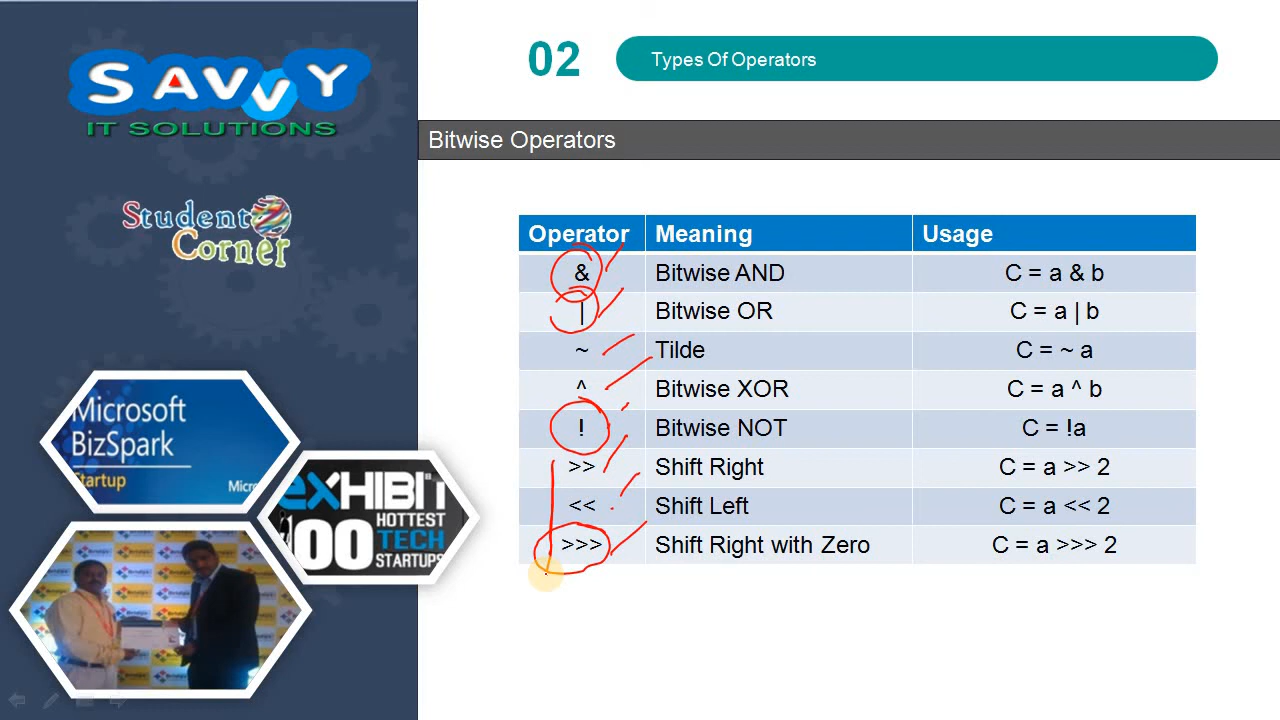 SAVVY
IT SOLUTIONS
Student
Corner
Microsoft
BizSpark
Startup
Micros
eXHIBIT
100
HOTTEST
TECH
STARTUPS
02
Types Of Operators
Bitwise Operators
Operator Meaning Usage
& Bitwise AND C = a & b
| Bitwise OR C = a | b
~ Tilde C = ~ a
^ Bitwise XOR C = a ^ b
! Bitwise NOT C = !a
>> Shift Right C = a >> 2
<< Shift Left C = a << 2
>>> Shift Right with Zero C = a >>> 2